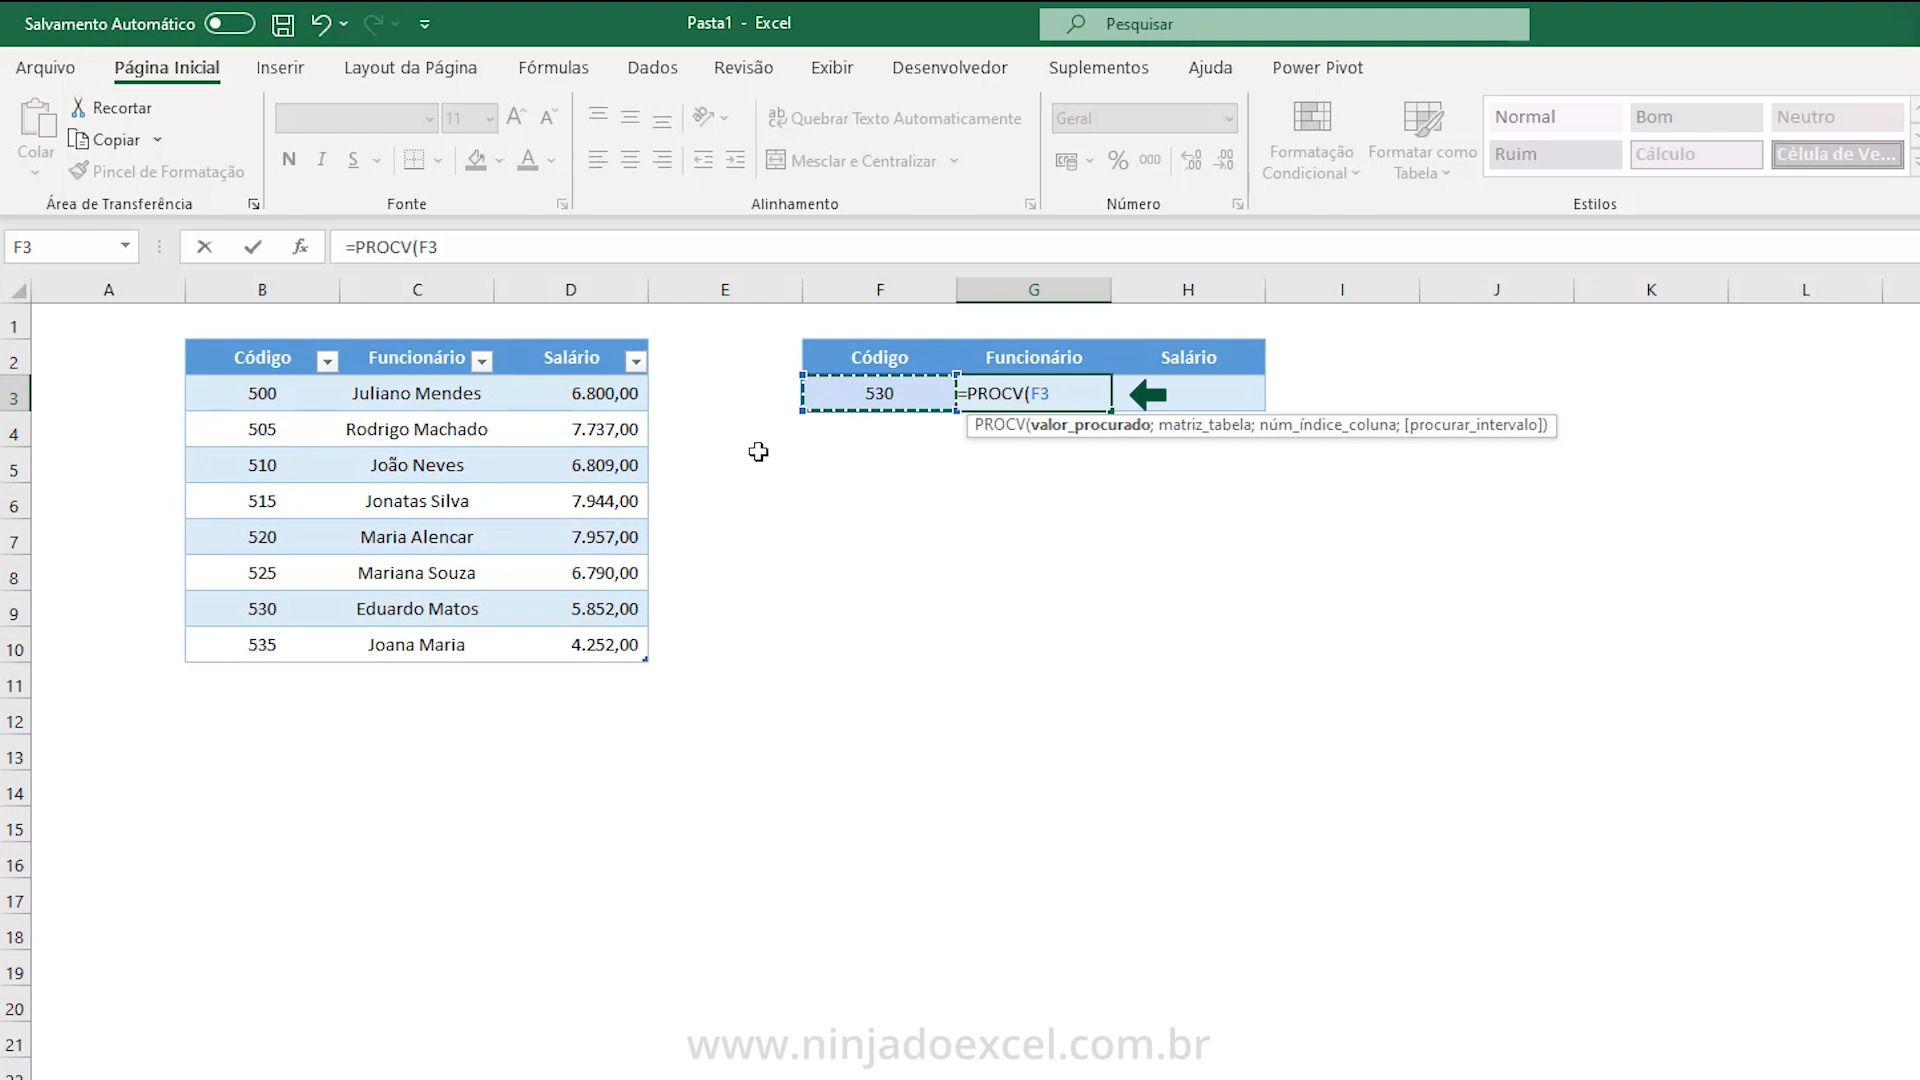 Salvamento Automático
Pasta1 - Excel
Pesquisar
Arquivo Página Inicial Inserir Layout da Página Fórmulas Dados Revisão Exibir Desenvolvedor Suplementos Ajuda Power Pivot
Colar
Recortar
Copiar
Pincel de Formatação
Área de Transferência
11
N I S A
Fonte
Quebrar Texto Automaticamente
Mesclar e Centralizar
Alinhamento
Geral
% 000
Número
Formatação
Condicional
Formatar como
Tabela
Normal Bom Neutro
Ruim Cálculo Célula de Ve...
Estilos
F3 fx =PROCV(F3
A B C D E F G H I J K L
1
2 Código Funcionário Salário Código Funcionário Salário
3 500 Juliano Mendes 6.800,00 530 =PROCV(F3
PROCV(valor_procurado; matriz_tabela; núm_índice_coluna; [procurar_intervalo])
4 505 Rodrigo Machado 7.737,00
5 510 João Neves 6.809,00
6 515 Jonatas Silva 7.944,00
7 520 Maria Alencar 7.957,00
8 525 Mariana Souza 6.790,00
9 530 Eduardo Matos 5.852,00
10 535 Joana Maria 4.252,00
11
12
13
14
15
16
17
18
19
20
21
www.ninjadoexcel.com.br